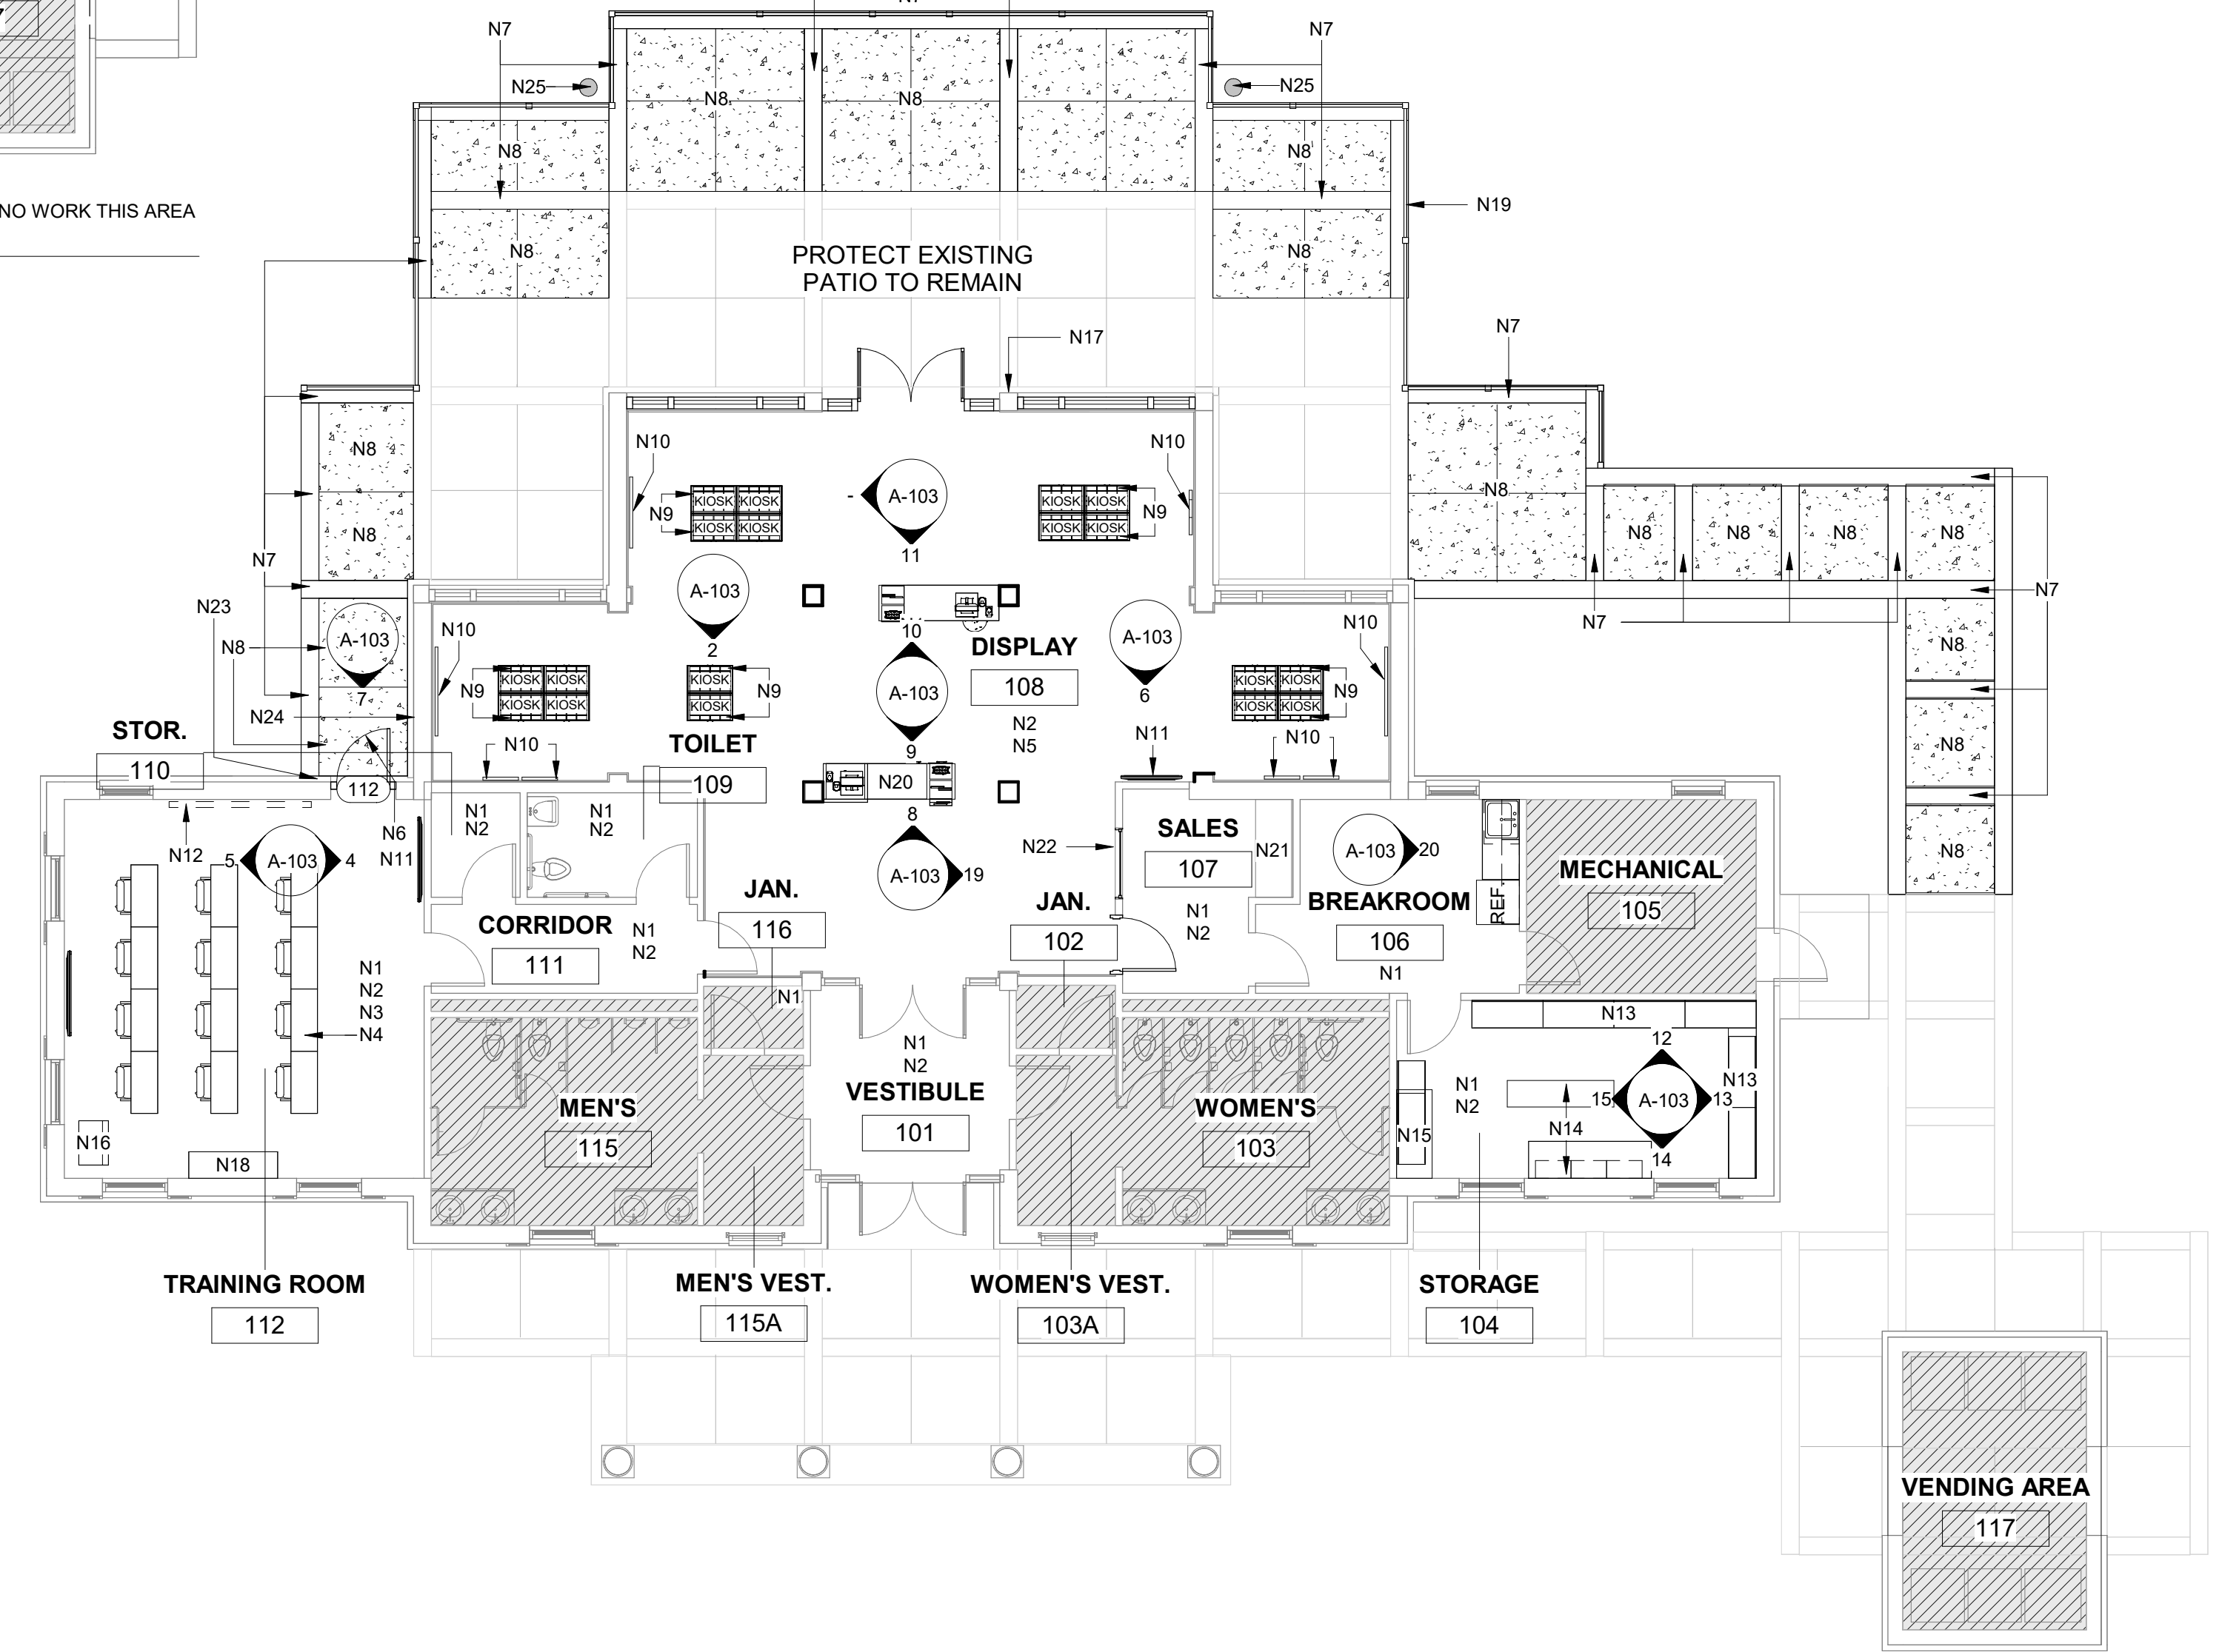 N7
N7
N7
N25
N25
N8
N8
N8
N8
NO WORK THIS AREA
N19
N8
N8
PROTECT EXISTING
PATIO TO REMAIN
N7
N17
N10
N10
N8
KIOSK KIOSK
KIOSK KIOSK
N9
- A-103
11
KIOSK KIOSK
KIOSK KIOSK
N9
N8
N8
N8
N8
N8
N8
N7
N7
N7
N7
N23
N8
A-103
7
N24
N10
A-103
2
10
DISPLAY
108
N2
N5
A-103
9
A-103
6
N10
N9
KIOSK KIOSK
KIOSK KIOSK
KIOSK
KIOSK
N9
KIOSK KIOSK
KIOSK KIOSK
N9
N8
N8
N8
STOR.
110
N10
TOILET
109
N11
N10
112
N1
N2
N1
N2
N20
8
A-103
19
N12
N6
N11
5 A-103 4
N22
SALES
107
N21
N1
N2
A-103 20
BREAKROOM
106
N1
REF.
MECHANICAL
105
JAN.
116
N1
JAN.
102
CORRIDOR
111
N1
N2
N1
N2
N3
N4
N1
N2
VESTIBULE
101
MEN'S
115
WOMEN'S
103
N13
12
15 A-103 13
14
N13
N1
N2
N14
N15
N16
N18
TRAINING ROOM
112
MEN'S VEST.
115A
WOMEN'S VEST.
103A
STORAGE
104
VENDING AREA
117